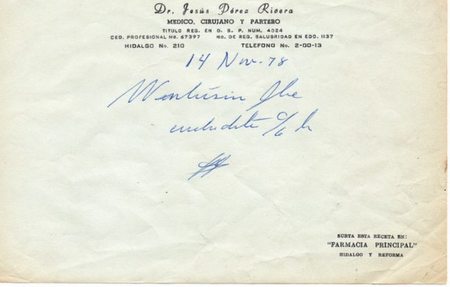 Dr. Jesús Pérez Rivera
MEDICO, CIRUJANO Y PARTERO
TITULO REG. EN D. S. P. NUM. 4024
CED. PROFESIONAL No. 67397 No. DE REG. SALUBRIDAD EN EDO. 1137
HIDALGO No. 210 TELEFONO No. 2-00-13
14 Nov-78
c/6 h
SURTA ESTA RECETA EN:
"FARMACIA PRINCIPAL"
HIDALGO Y REFORMA